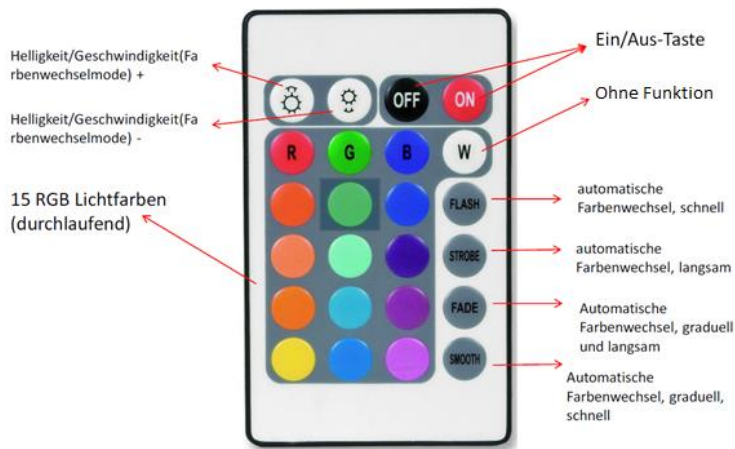 Helligkeit/Geschwindigkeit(Fa
rbenwechselmode) +
Helligkeit/Geschwindigkeit(Fa
rbenwechselmode) -
15 RGB Lichtfarben
(durchlaufend)
OFF
ON
R
G
B
W
FLASH
STROBE
FADE
SMOOTH
Ein/Aus-Taste
Ohne Funktion
automatische
Farbenwechsel, schnell
automatische
Farbenwechsel, langsam
Automatische
Farbenwechsel, graduell
und langsam
Automatische
Farbenwechsel, graduell,
schnell